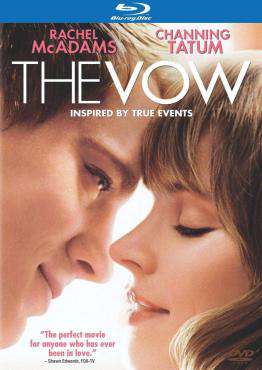 Blu-ray Disc
RACHEL CHANNING
McADAMS TATUM
THE VOW
INSPIRED BY TRUE EVENTS
"The perfect movie
for anyone who has ever
been in love."
– Shawn Edwards, FOX-TV
DVD